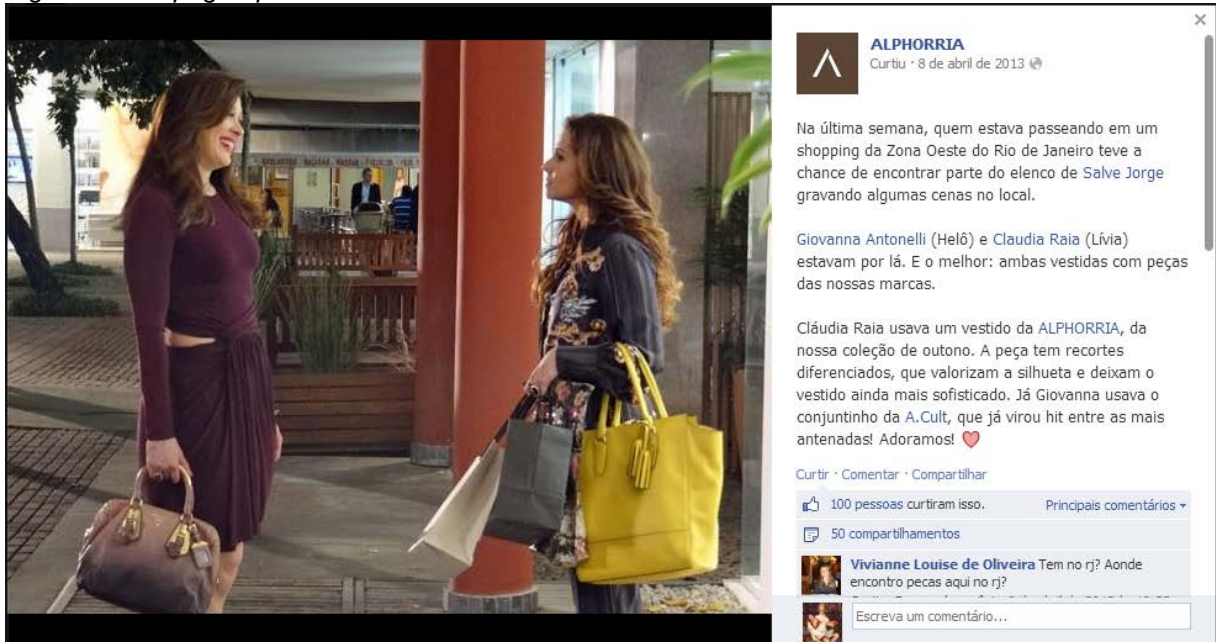 ALPHORRIA
Curtiu · 8 de abril de 2013
Na última semana, quem estava passeando em um
shopping da Zona Oeste do Rio de Janeiro teve a
chance de encontrar parte do elenco de Salve Jorge
gravando algumas cenas no local.
Giovanna Antonelli (Helô) e Claudia Raia (Lívia)
estavam por lá. E o melhor: ambas vestidas com peças
das nossas marcas.
Cláudia Raia usava um vestido da ALPHORRIA, da
nossa coleção de outono. A peça tem recortes
diferenciados, que valorizam a silhueta e deixam o
vestido ainda mais sofisticado. Já Giovanna usava o
conjuntinho da A.Cult, que já virou hit entre as mais
antenadas! Adoramos! ❤
Curtir · Comentar · Compartilhar
100 pessoas curtiram isso. Principais comentários
50 compartilhamentos
Vivianne Louise de Oliveira Tem no rj? Aonde
encontro pecas aqui no rj?
Escreva um comentário...